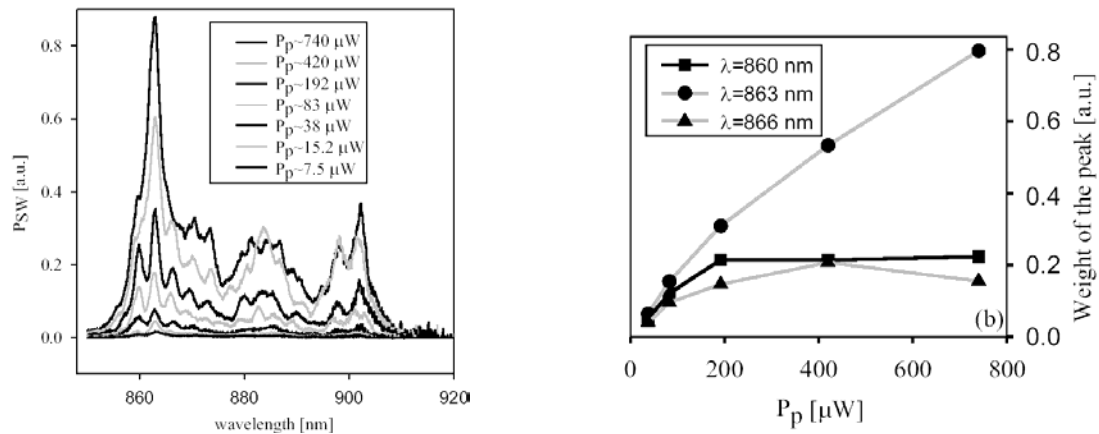 0.8
0.6
0.4
0.2
0.0
P_SW [a.u.]
860 880 900 920
wavelength [nm]
P_p~740 µW
P_p~420 µW
P_p~192 µW
P_p~83 µW
P_p~38 µW
P_p~15.2 µW
P_p~7.5 µW
λ=860 nm
λ=863 nm
λ=866 nm
0.8
0.6
0.4
0.2
0.0
Weight of the peak [a.u.]
(b)
0 200 400 600 800
P_p [µW]